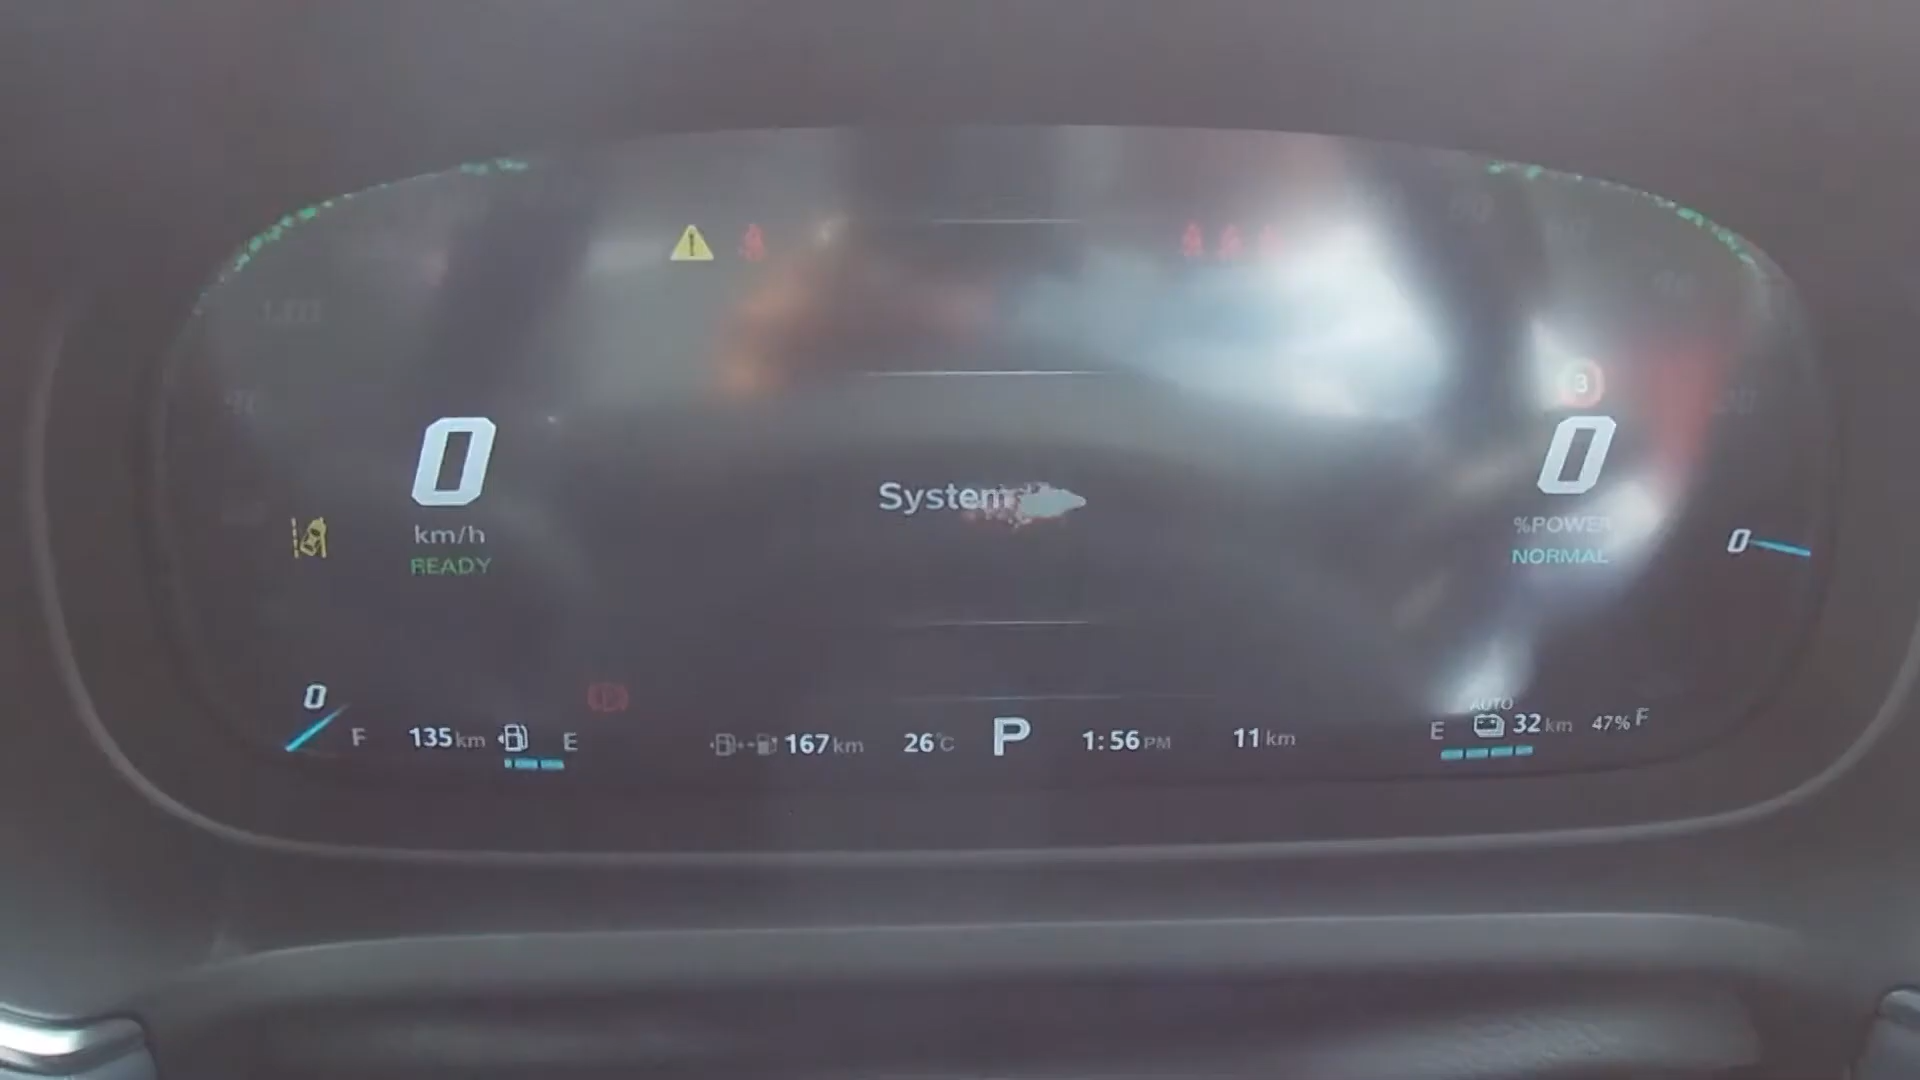 0
km/h
READY
System
3
0
%POWER
NORMAL
0
0
F 135 km E
167 km 26°C P 1:56 PM 11 km
AUTO
E 32 km 47% F